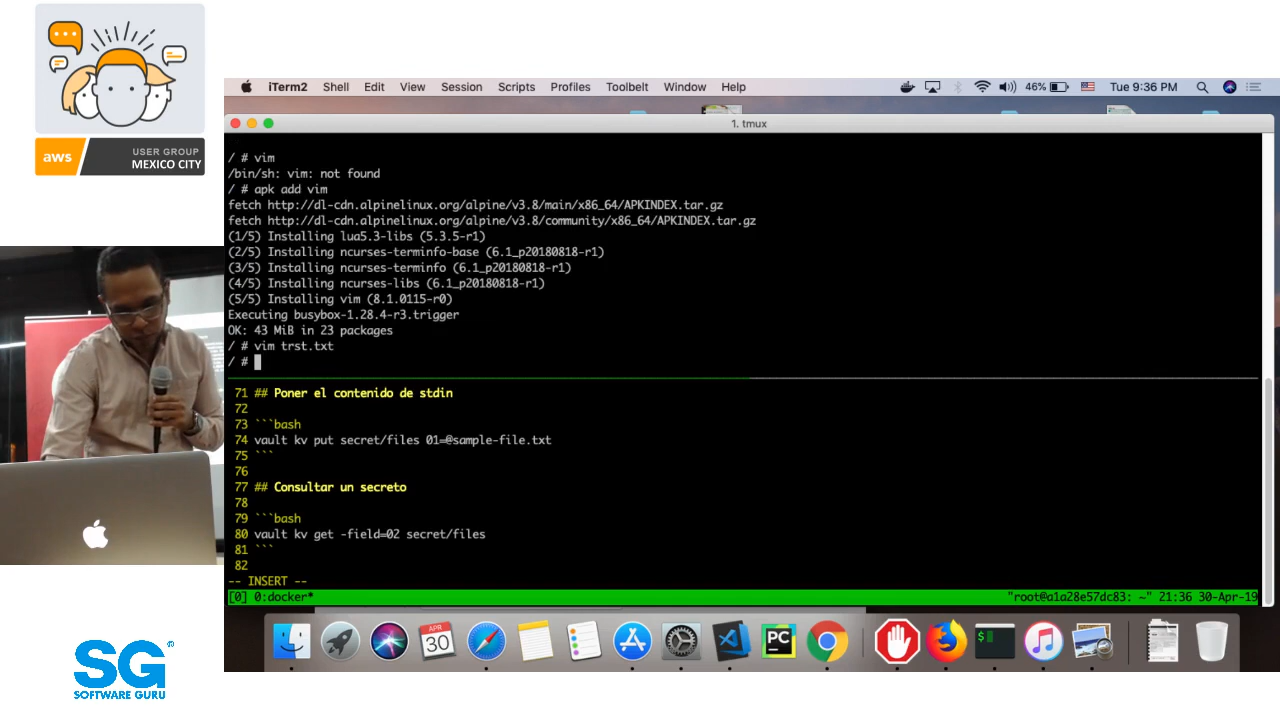 aws
USER GROUP
MEXICO CITY
iTerm2 Shell Edit View Session Scripts Profiles Toolbelt Window Help
46% Tue 9:36 PM
1. tmux
/ # vim
/bin/sh: vim: not found
/ # apk add vim
fetch http://dl-cdn.alpinelinux.org/alpine/v3.8/main/x86_64/APKINDEX.tar.gz
fetch http://dl-cdn.alpinelinux.org/alpine/v3.8/community/x86_64/APKINDEX.tar.gz
(1/5) Installing lua5.3-libs (5.3.5-r1)
(2/5) Installing ncurses-terminfo-base (6.1_p20180818-r1)
(3/5) Installing ncurses-terminfo (6.1_p20180818-r1)
(4/5) Installing ncurses-libs (6.1_p20180818-r1)
(5/5) Installing vim (8.1.0115-r0)
Executing busybox-1.28.4-r3.trigger
OK: 43 MiB in 23 packages
/ # vim trst.txt
/ #
71 ## Poner el contenido de stdin
72
73 ```bash
74 vault kv put secret/files 01=@sample-file.txt
75 ```
76
77 ## Consultar un secreto
78
79 ```bash
80 vault kv get -field=02 secret/files
81 ```
82
-- INSERT --
[0] 0:docker* "root@a1a28e57dc83: ~" 21:36 30-Apr-19
APR
30
PC
$
SG®
SOFTWARE GURU